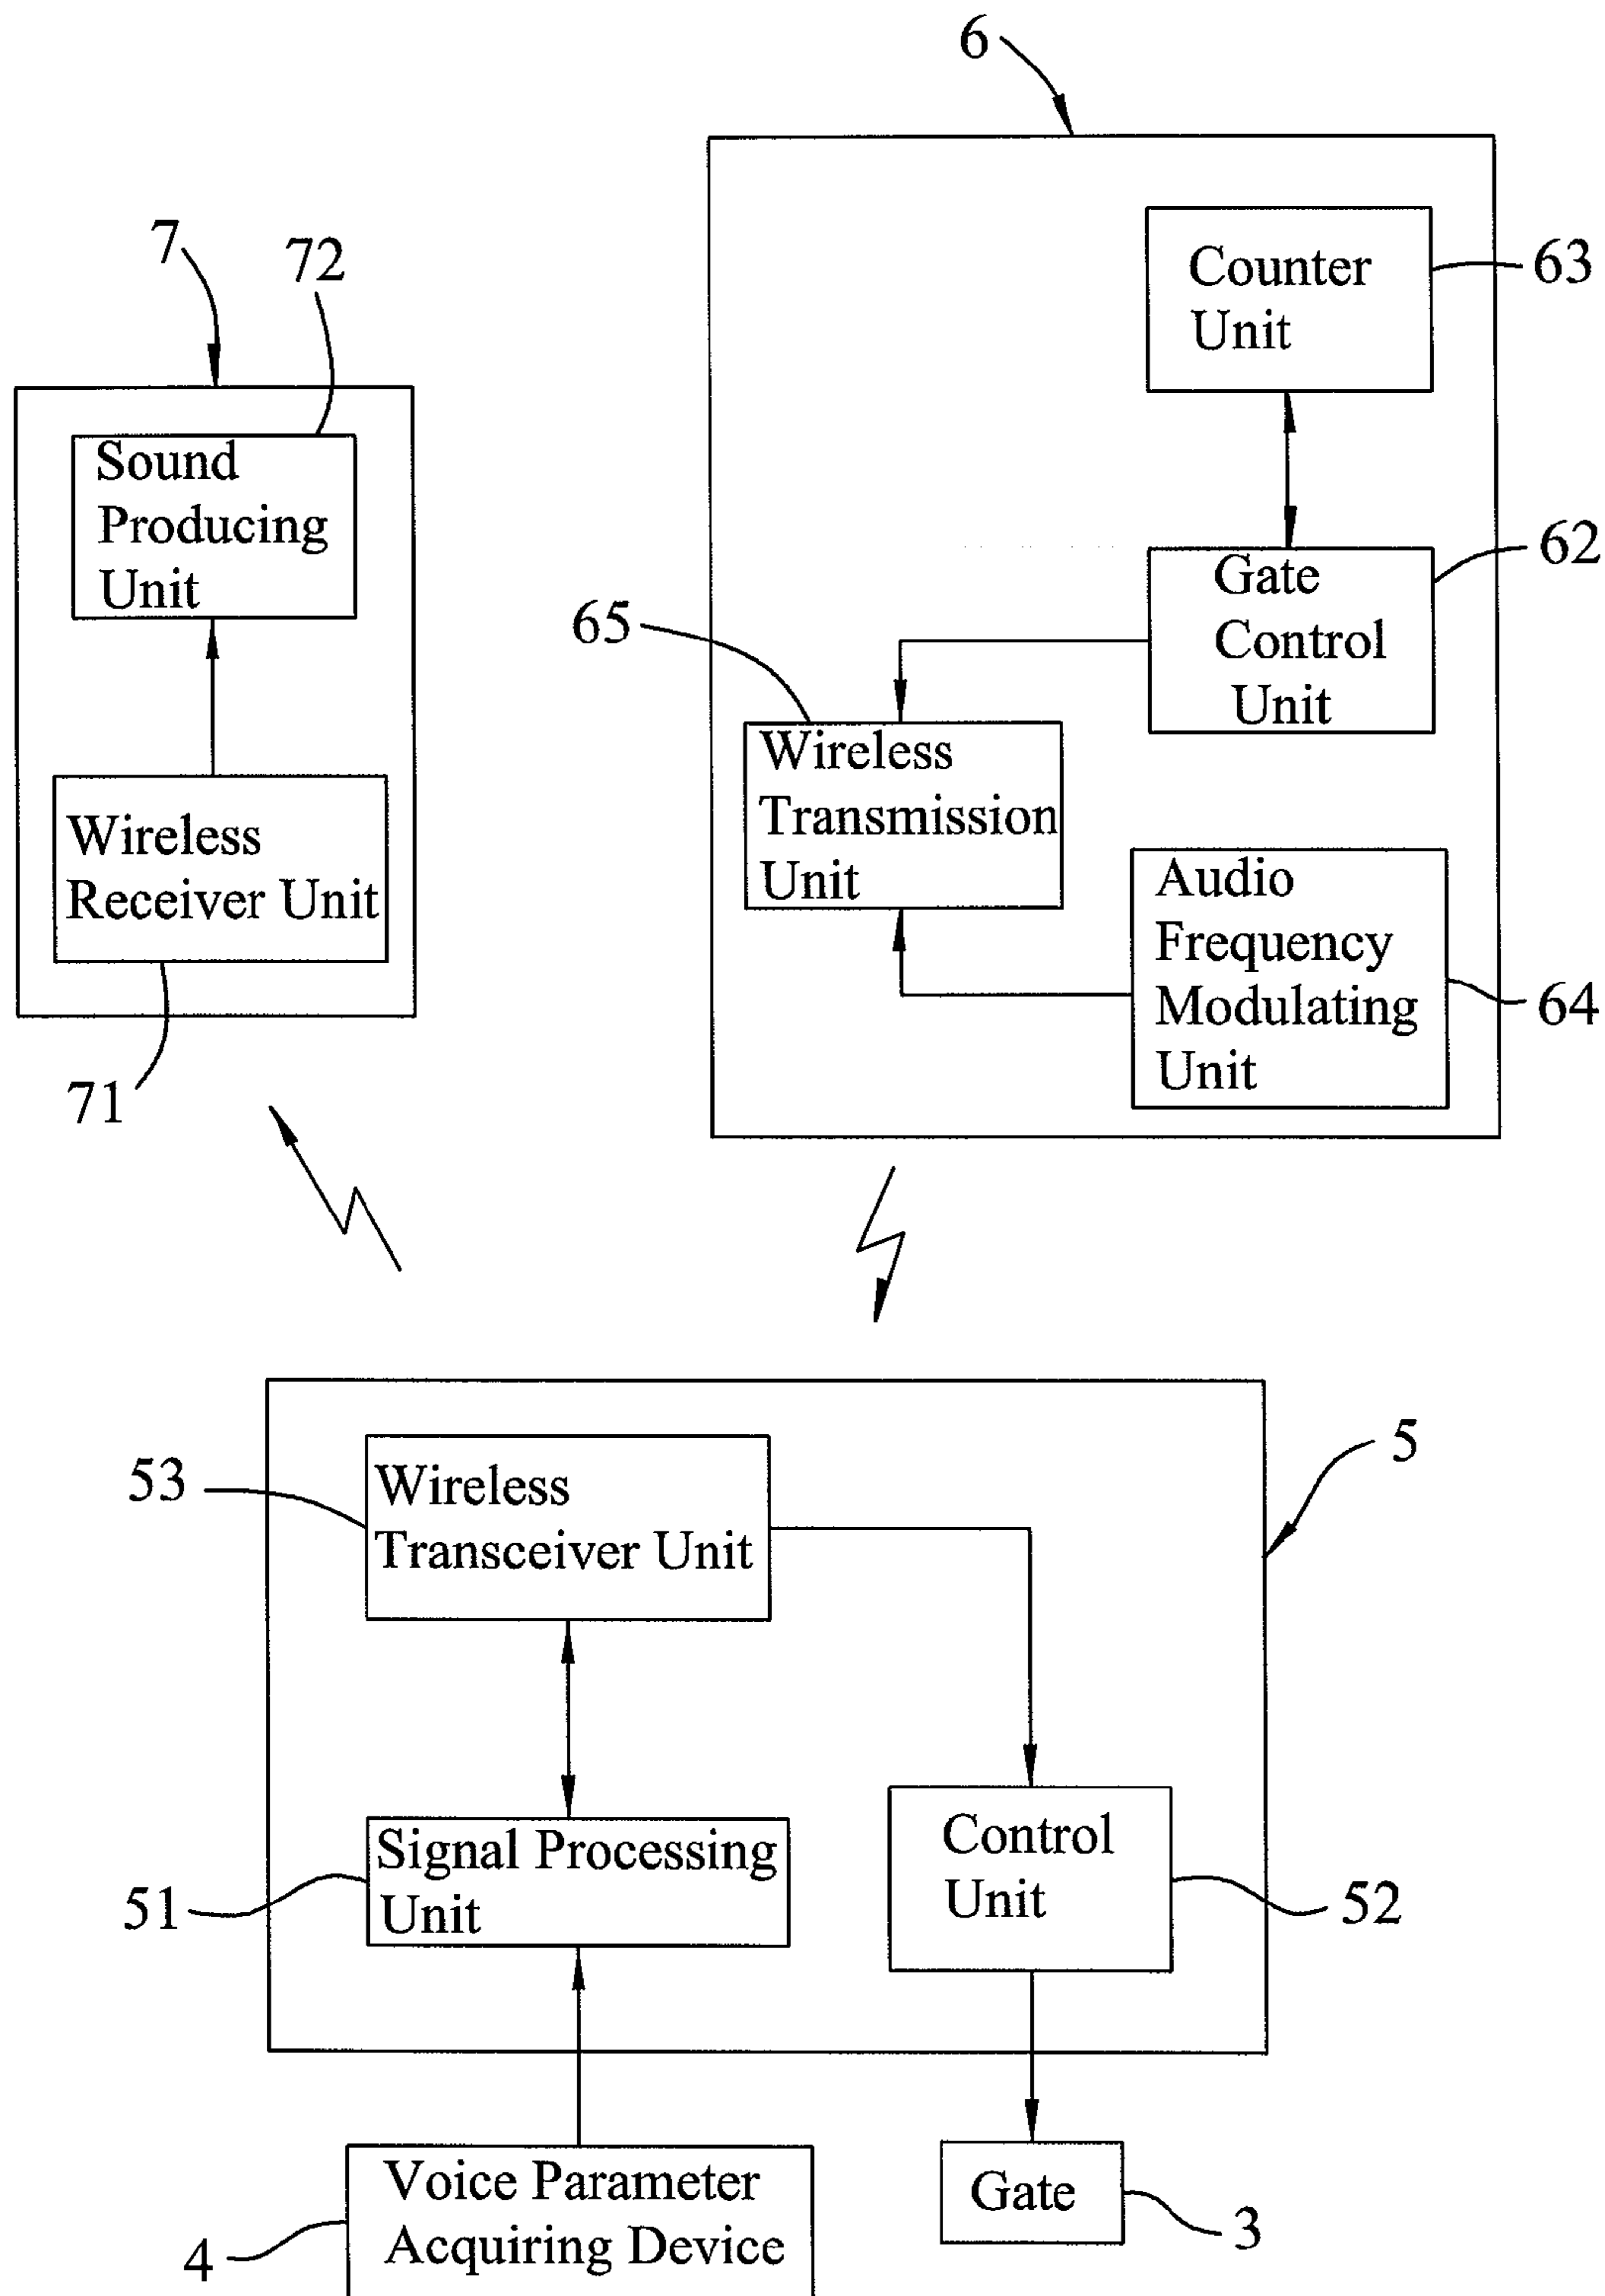 6
7
72
Counter
Unit
63
Sound
Producing
Unit
62
Gate
Control
Unit
65
Wireless
Transmission
Unit
Wireless
Receiver Unit
Audio
Frequency
Modulating
Unit
64
71
5
53
Wireless
Transceiver Unit
Signal Processing
Unit
51
Control
Unit
52
Voice Parameter
Acquiring Device
4
Gate
3